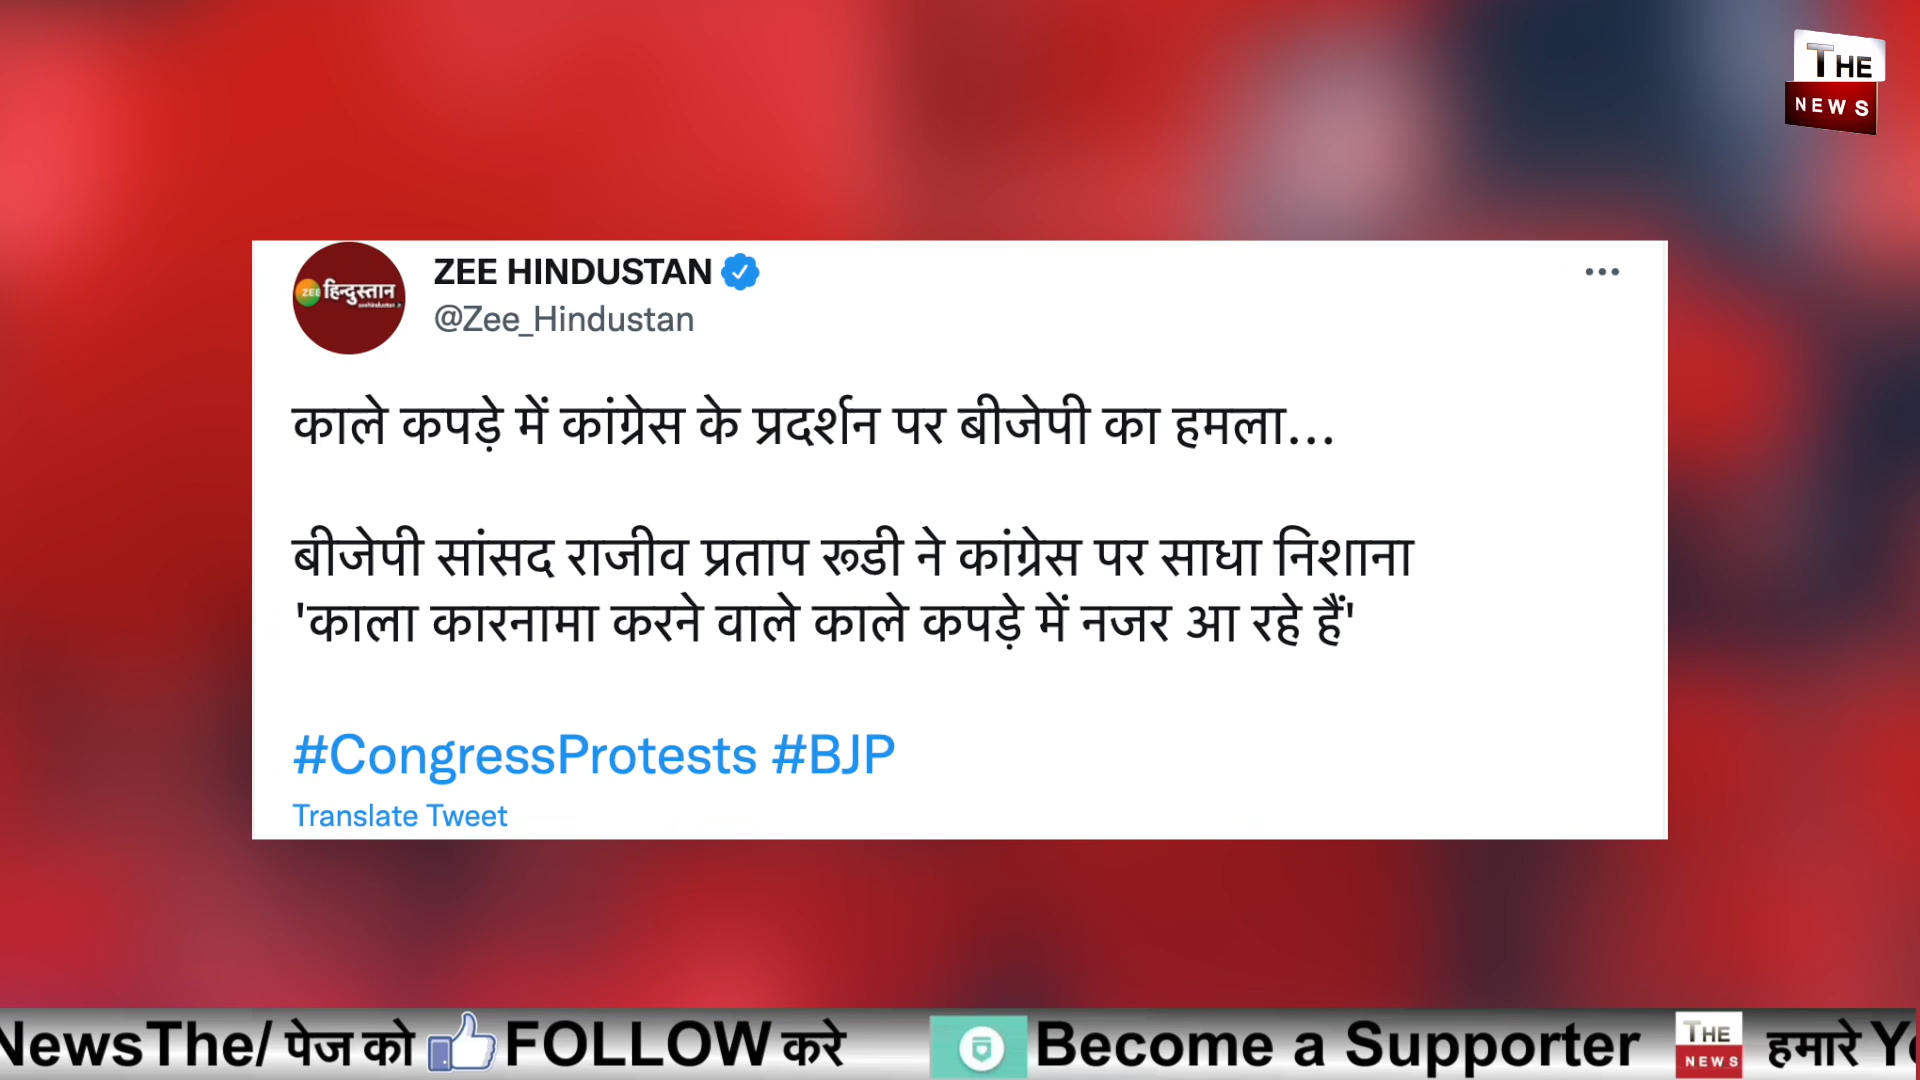 THE
NEWS
ZEE HINDUSTAN
@Zee_Hindustan
ZEE हिन्दुस्तान
काले कपड़े में कांग्रेस के प्रदर्शन पर बीजेपी का हमला...
बीजेपी सांसद राजीव प्रताप रूडी ने कांग्रेस पर साधा निशाना
'काला कारनामा करने वाले काले कपड़े में नजर आ रहे हैं'
#CongressProtests #BJP
Translate Tweet
NewsThe/ पेज को FOLLOW करे Become a Supporter THE NEWS हमारे